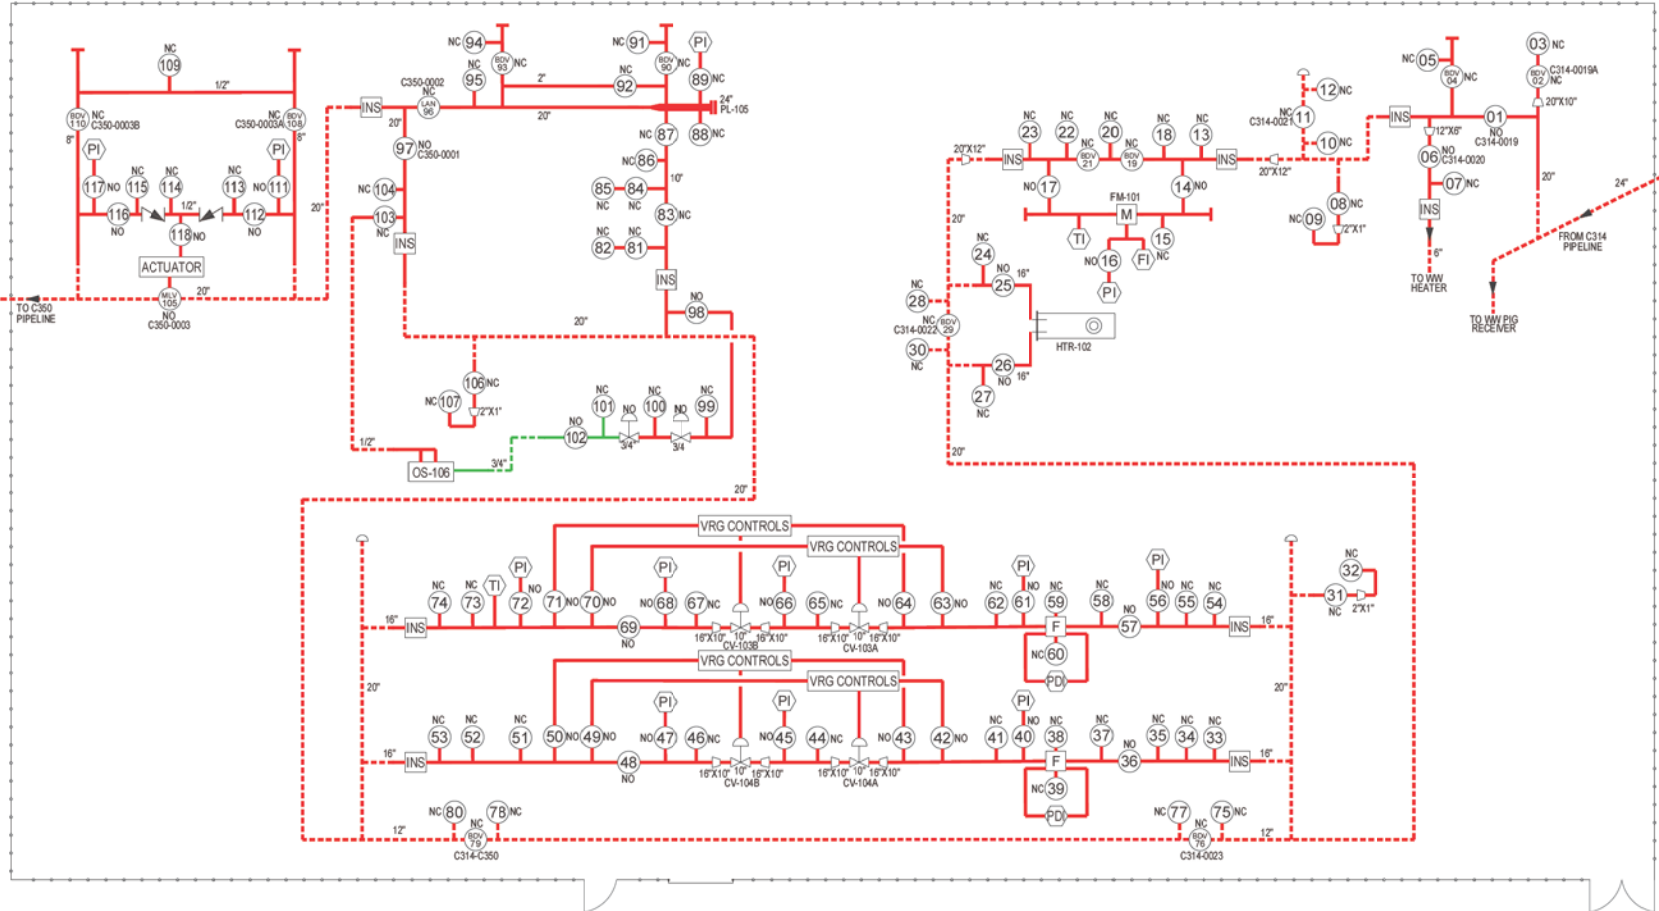 NC
109
1/2"
BDV
110
NC
C350-0003B
8"
NC
C350-0003A
BDV
108
8"
PI
117
NO
NC
115
NC
114
NC
113
PI
NO
111
1/2"
116
NO
112
NO
118
NO
ACTUATOR
MLV
105
20"
NO
C350-0003
TO C350
PIPELINE
20"
INS
20"
C350-0002
NC
LAN
96
NC
95
NC
94
BDV
93
NC
2"
92
NC
NC
91
BDV
90
NC
PI
89
NC
24"
PL-105
20"
97
NO
C350-0001
NC
104
103
NC
INS
NC
87
88
NC
NC
86
85
NC
84
NC
10"
83
NC
82
NC
81
NC
INS
NO
98
20"
106
NC
NC
107
2"X1"
NC
101
NO
NC
100
NO
NC
99
NO
102
3/4"
3/4
1/2"
OS-106
3/4"
20"
NC
03
BDV
02
C314-0019A
NC
20"X10"
NC
05
BDV
04
NC
INS
01
NO
C314-0019
12"X6"
06
NO
C314-0020
07
NC
INS
6"
TO WW
HEATER
20"
24"
FROM C314
PIPELINE
TO WW PIG
RECEIVER
12
NC
11
NC
C314-0021
10
NC
NC
23
NC
22
NC
20
NC
18
NC
13
20"X12"
INS
BDV
21
BDV
19
INS
20"X12"
NO
17
14
NO
FM-101
M
TI
NO
16
FI
15
NC
PI
08
NC
NC
09
2"X1"
20"
NC
24
NO
25
16"
NC
28
NC
C314-0022
BDV
29
30
NC
HTR-102
26
NO
16"
27
NC
20"
VRG CONTROLS
VRG CONTROLS
NC
74
NC
73
TI
PI
72
NO
71
NO
70
NO
PI
NO
68
67
NC
PI
NO
66
65
NC
NO
64
63
NO
NC
62
PI
61
NO
NC
59
NC
58
PI
56
NO
NC
55
NC
54
16"
INS
69
NO
16"X10"
10"
CV-103B
16"X10"
16"X10"
10"
CV-103A
16"X10"
F
NO
57
INS
16"
NC
60
PDI
NC
32
31
NC
2"X1"
VRG CONTROLS
VRG CONTROLS
20"
20"
NC
53
NC
52
NC
51
50
NO
49
NO
PI
NO
47
46
NC
PI
NO
45
44
NC
NO
43
42
NO
NC
41
PI
40
NO
NC
38
NC
37
NC
35
NC
34
NC
33
16"
INS
48
NO
16"X10"
10"
CV-104B
16"X10"
16"X10"
10"
CV-104A
16"X10"
F
NO
36
INS
16"
NC
39
PDI
NC
80
78
NC
12"
NC
BDV
79
C314-C350
NC
77
75
NC
NC
BDV
76
C314-0023
12"